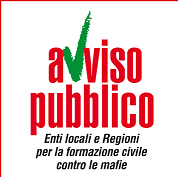 avviso
pubblico
Enti locali e Regioni
per la formazione civile
contro le mafie